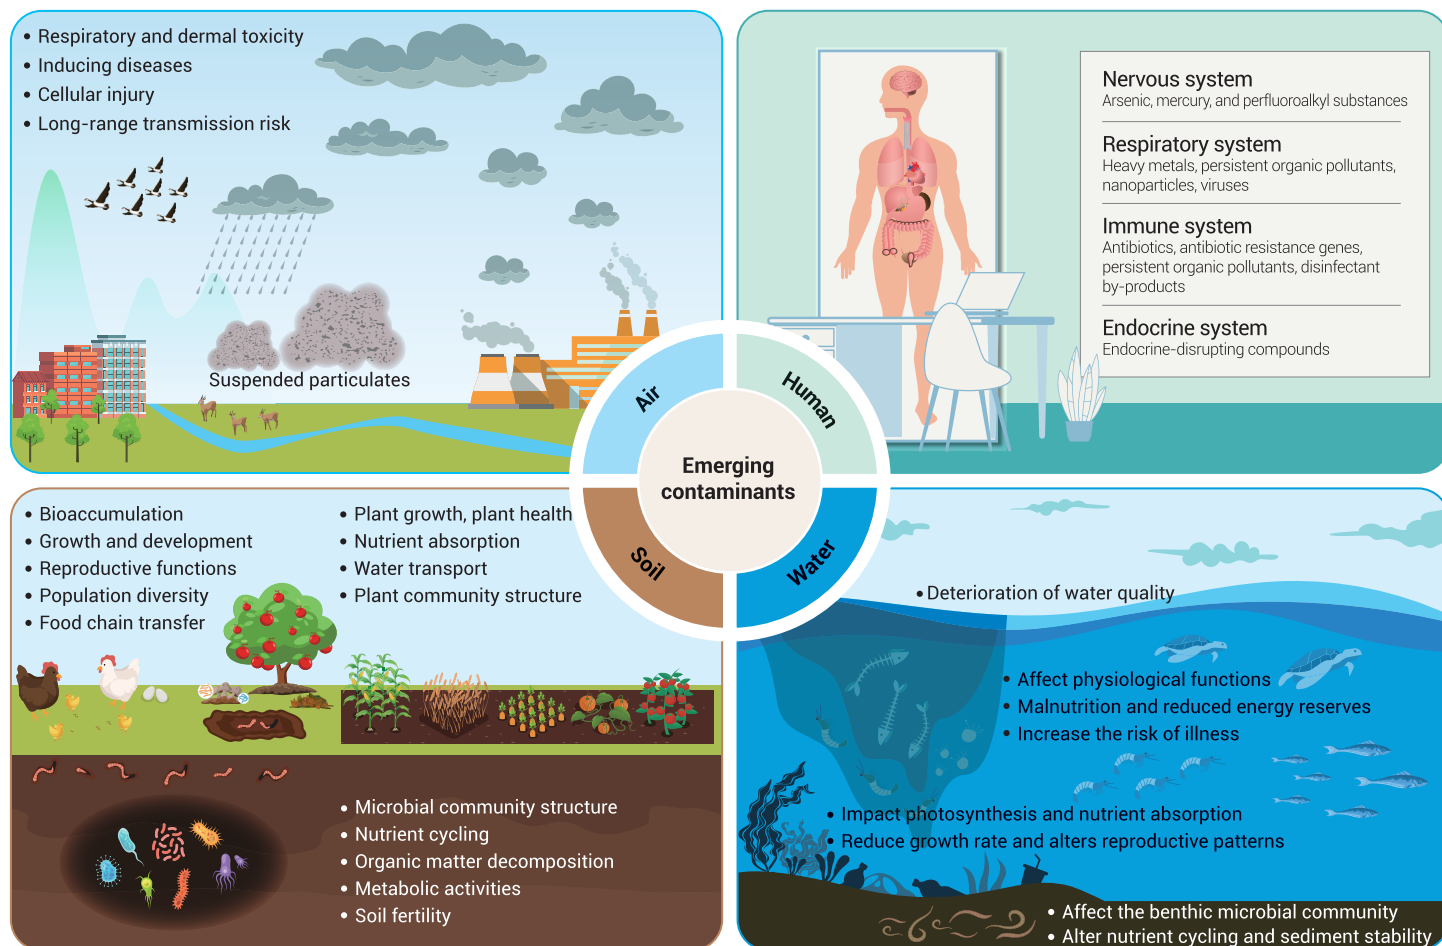 • Respiratory and dermal toxicity
• Inducing diseases
• Cellular injury
• Long-range transmission risk
Suspended particulates
Nervous system
Arsenic, mercury, and perfluoroalkyl substances
Respiratory system
Heavy metals, persistent organic pollutants,
nanoparticles, viruses
Immune system
Antibiotics, antibiotic resistance genes,
persistent organic pollutants, disinfectant
by-products
Endocrine system
Endocrine-disrupting compounds
Air
Human
Emerging
contaminants
Soil
Water
• Bioaccumulation
• Growth and development
• Reproductive functions
• Population diversity
• Food chain transfer
• Plant growth, plant health
• Nutrient absorption
• Water transport
• Plant community structure
• Microbial community structure
• Nutrient cycling
• Organic matter decomposition
• Metabolic activities
• Soil fertility
• Deterioration of water quality
• Affect physiological functions
• Malnutrition and reduced energy reserves
• Increase the risk of illness
• Impact photosynthesis and nutrient absorption
• Reduce growth rate and alters reproductive patterns
• Affect the benthic microbial community
• Alter nutrient cycling and sediment stability